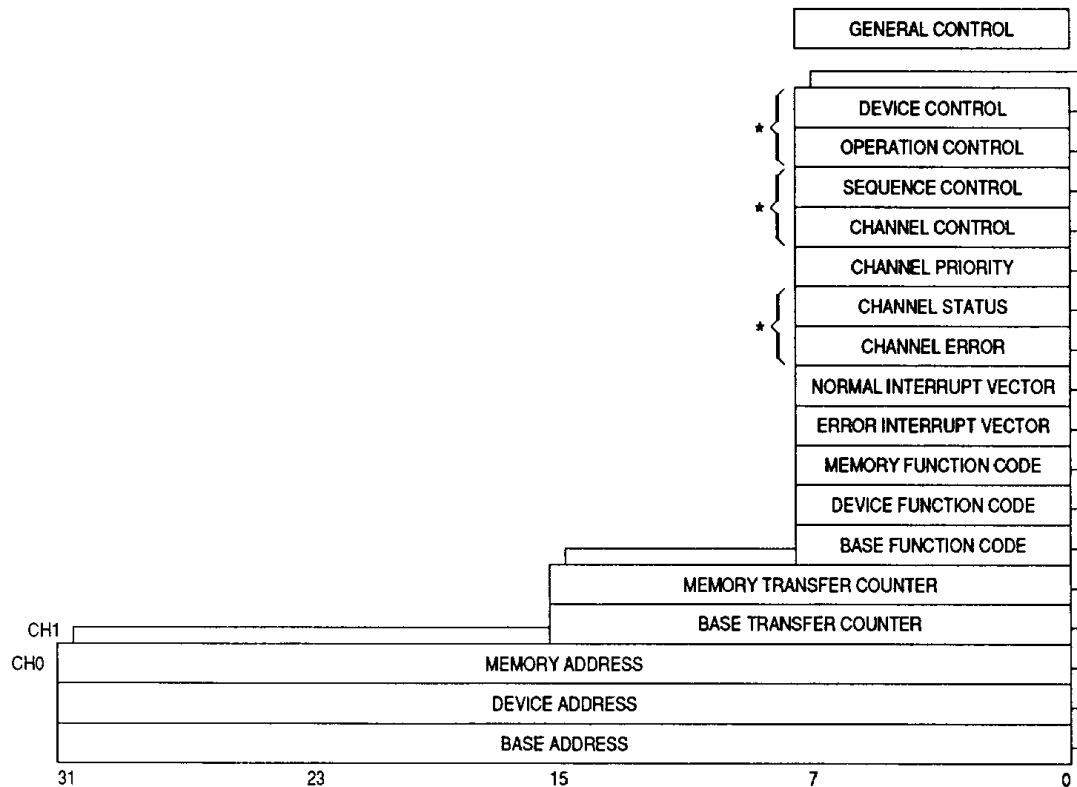 GENERAL CONTROL
DEVICE CONTROL
*
OPERATION CONTROL
SEQUENCE CONTROL
*
CHANNEL CONTROL
CHANNEL PRIORITY
CHANNEL STATUS
*
CHANNEL ERROR
NORMAL INTERRUPT VECTOR
ERROR INTERRUPT VECTOR
MEMORY FUNCTION CODE
DEVICE FUNCTION CODE
BASE FUNCTION CODE
MEMORY TRANSFER COUNTER
BASE TRANSFER COUNTER
CH1
CH0 MEMORY ADDRESS
DEVICE ADDRESS
BASE ADDRESS
31 23 15 7 0